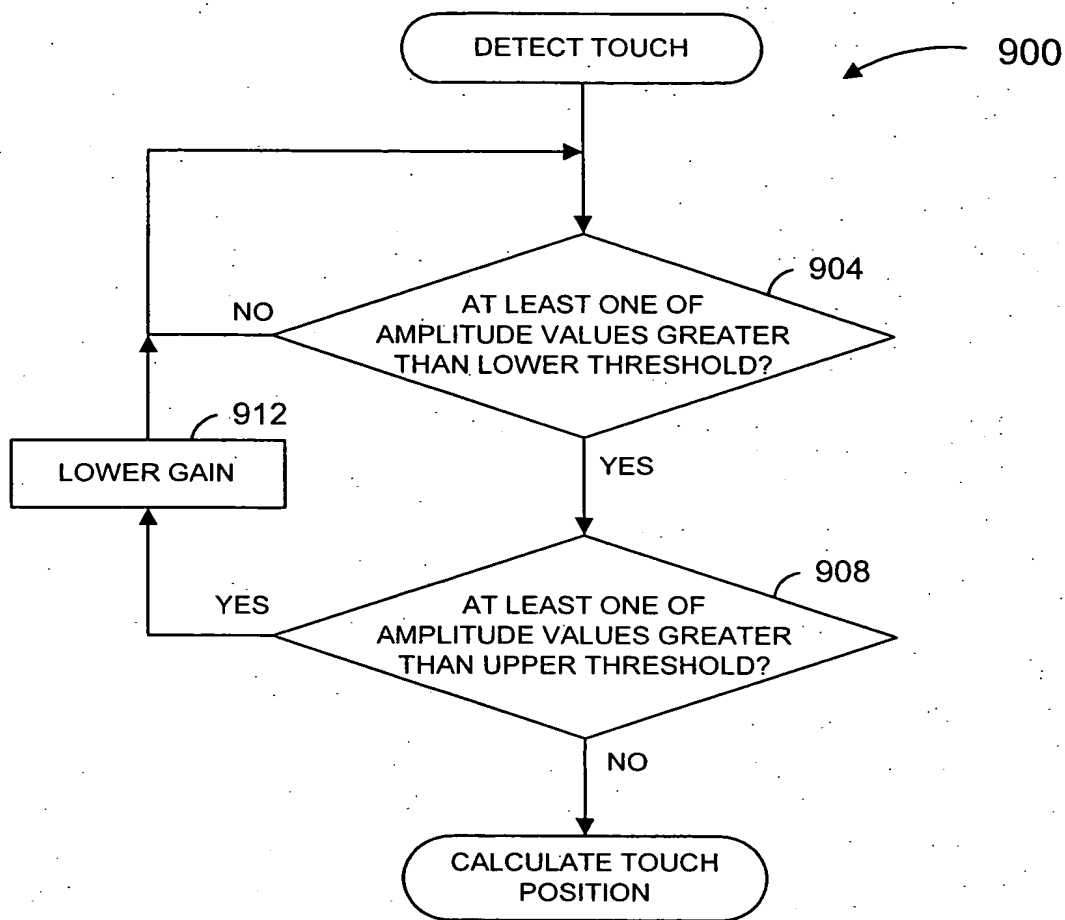 DETECT TOUCH
900
904
AT LEAST ONE OF
AMPLITUDE VALUES GREATER
THAN LOWER THRESHOLD?
NO
912
LOWER GAIN
YES
908
AT LEAST ONE OF
AMPLITUDE VALUES GREATER
THAN UPPER THRESHOLD?
YES
NO
CALCULATE TOUCH
POSITION